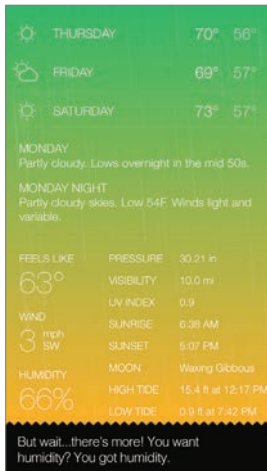 THURSDAY 70° 56°
FRIDAY 69° 57°
SATURDAY 73° 57°
MONDAY
Partly cloudy. Lows overnight in the mid 50s.
MONDAY NIGHT
Partly cloudy skies. Low 54F. Winds light and
variable.
FEELS LIKE
63°
WIND
3 mph
SW
HUMIDITY
66%
PRESSURE 30.21 in
VISIBILITY 10.0 mi
UV INDEX 0.9
SUNRISE 6:38 AM
SUNSET 5:07 PM
MOON Waxing Gibbous
HIGH TIDE 15.4 ft at 12:17 PM
LOW TIDE 0.9 ft at 7:42 PM
But wait...there's more! You want
humidity? You got humidity.